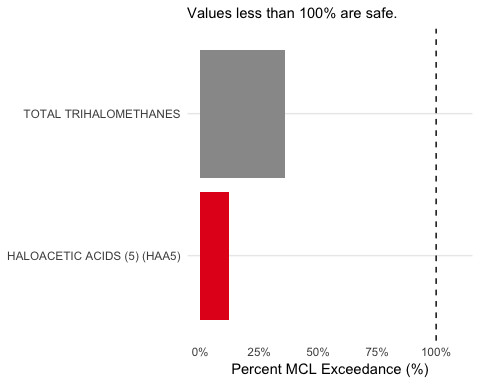 Values less than 100% are safe.
TOTAL TRIHALOMETHANES
HALOACETIC ACIDS (5) (HAA5)
0% 25% 50% 75% 100%
Percent MCL Exceedance (%)